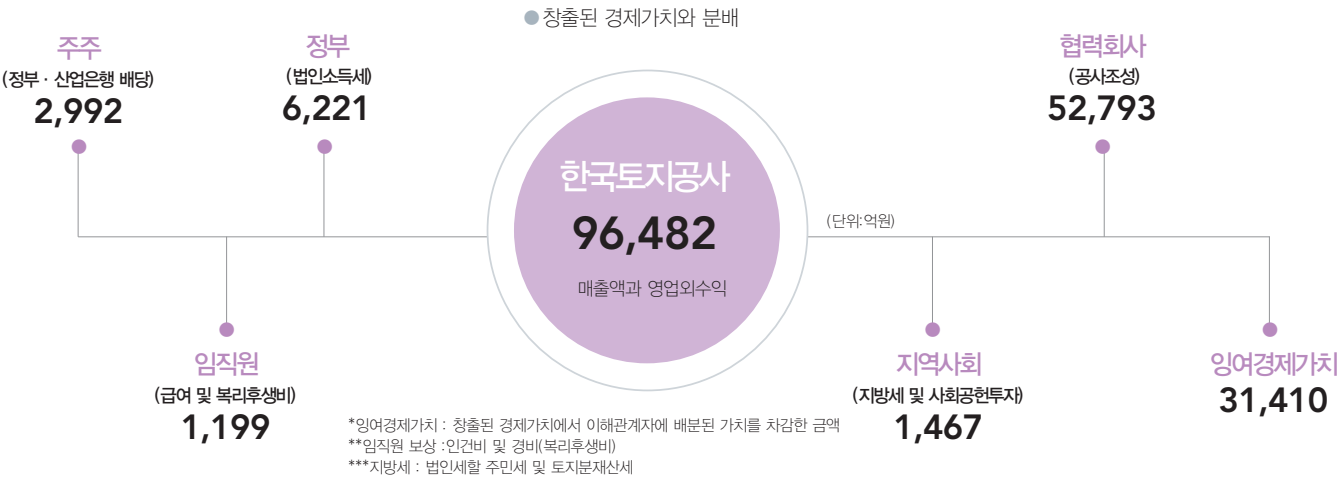 창출된 경제가치와 분배
주주
(정부 · 산업은행 배당)
2,992
정부
(법인소득세)
6,221
협력회사
(공사조성)
52,793
한국토지공사
96,482
매출액과 영업외수익
(단위:억원)
임직원
(급여 및 복리후생비)
1,199
지역사회
(지방세 및 사회공헌투자)
1,467
잉여경제가치
31,410
*잉여경제가치 : 창출된 경제가치에서 이해관계자에 배분된 가치를 차감한 금액
**임직원 보상 :인건비 및 경비(복리후생비)
***지방세 : 법인세할 주민세 및 토지분재산세